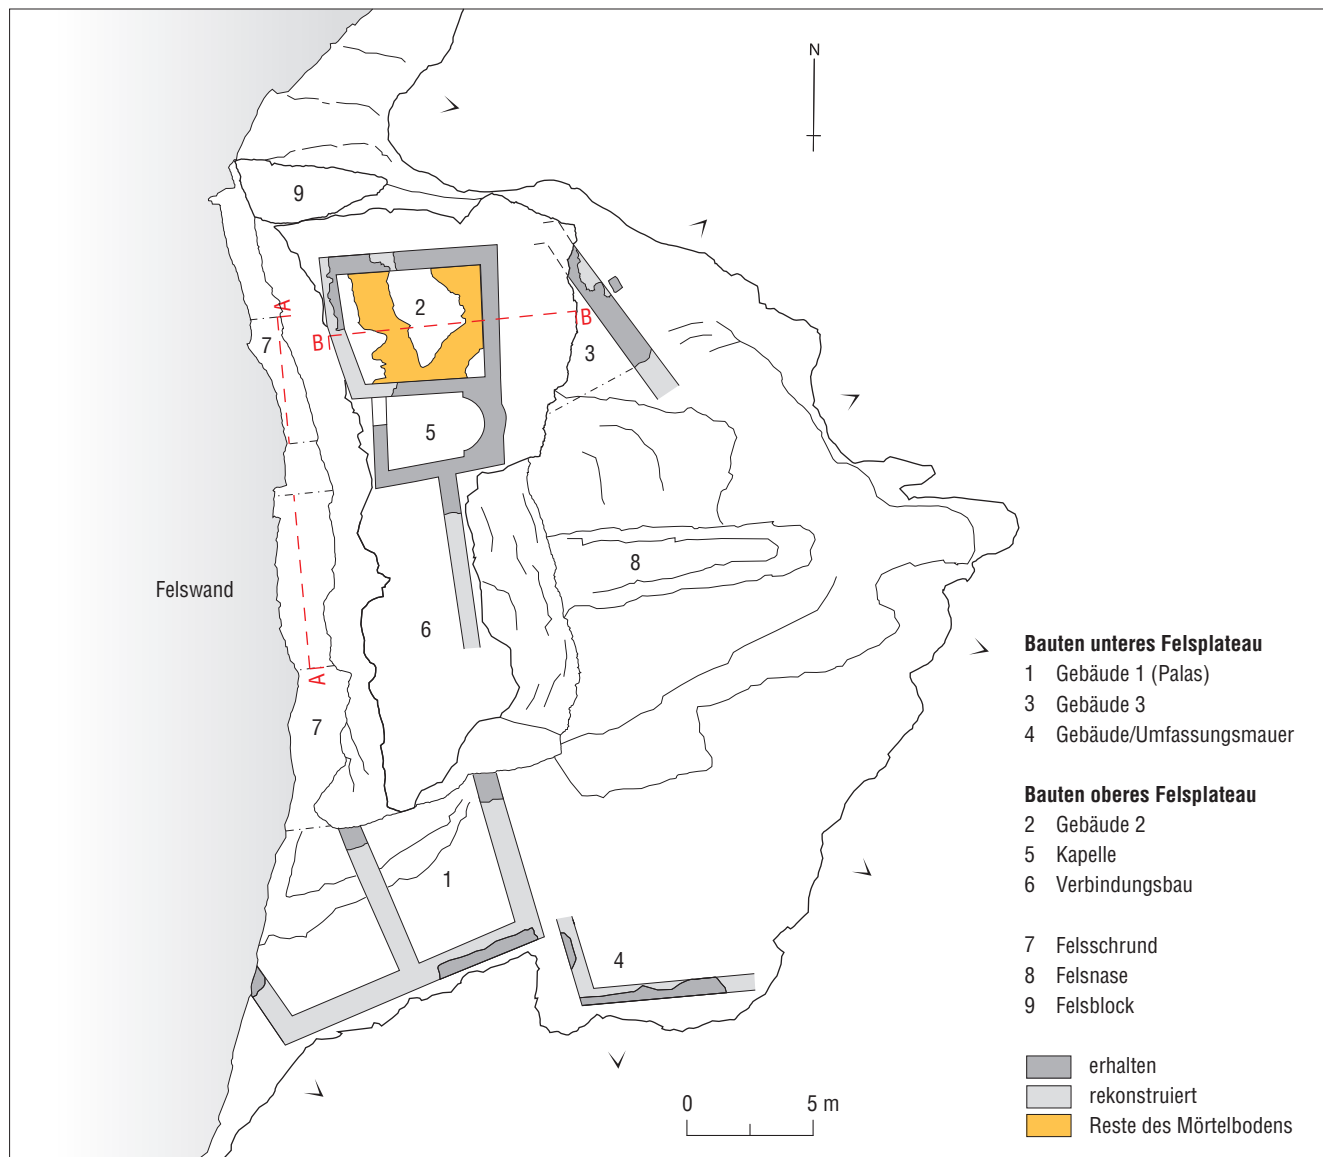 N
9
A
7
B
2
B
3
5
8
Felswand
6
A
7
1
4
Bauten unteres Felsplateau
1 Gebäude 1 (Palas)
3 Gebäude 3
4 Gebäude/Umfassungsmauer
Bauten oberes Felsplateau
2 Gebäude 2
5 Kapelle
6 Verbindungsbau
7 Felsschrund
8 Felsnase
9 Felsblock
erhalten
rekonstruiert
Reste des Mörtelbodens
0 5 m